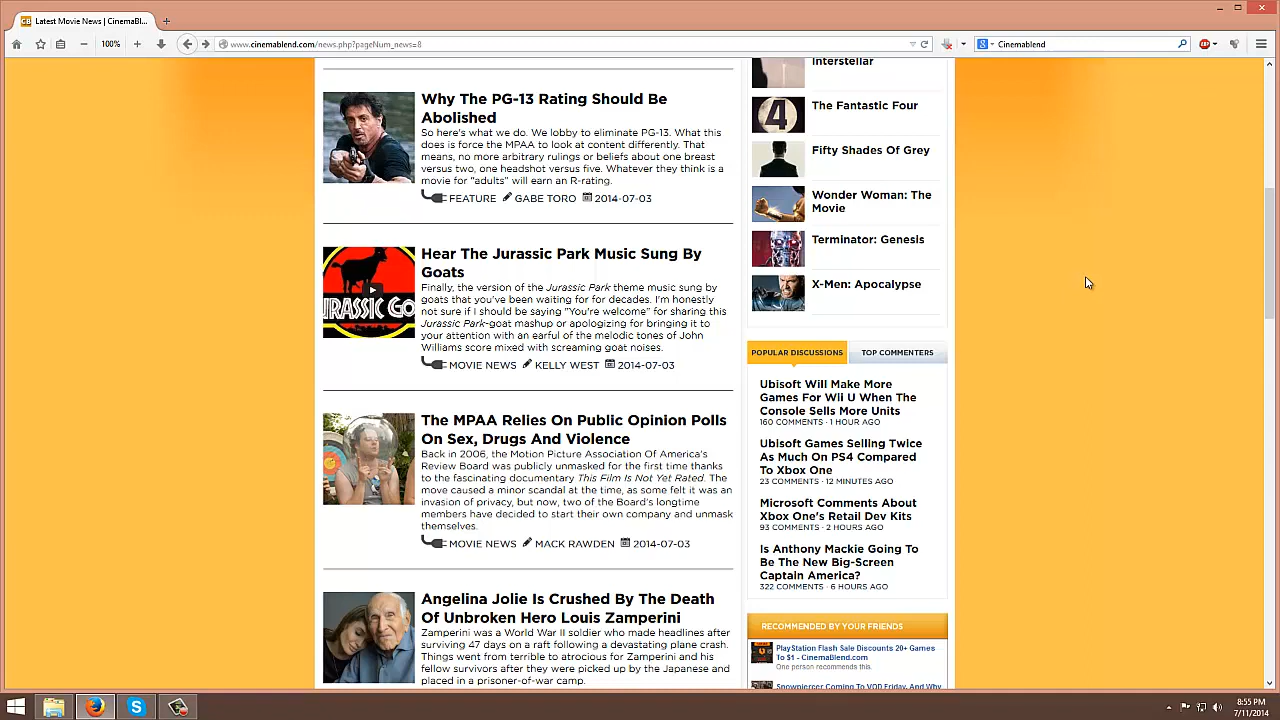 Latest Movie News | CinemaBl...
100%
www.cinemablend.com/news.php?pageNum_news=8
Cinemablend
Why The PG-13 Rating Should Be
Abolished
So here's what we do. We lobby to eliminate PG-13. What this
does is force the MPAA to look at content differently. That
means, no more arbitrary rulings or beliefs about one breast
versus two, one headshot versus five. Whatever they think is a
movie for "adults" will earn an R-rating.
FEATURE GABE TORO 2014-07-03
Hear The Jurassic Park Music Sung By
Goats
Finally, the version of the Jurassic Park theme music sung by
goats that you've been waiting for for decades. I'm honestly
not sure if I should be saying "You're welcome" for sharing this
Jurassic Park-goat mashup or apologizing for bringing it to
your attention with an earful of the melodic tones of John
Williams score mixed with screaming goat noises.
MOVIE NEWS KELLY WEST 2014-07-03
The MPAA Relies On Public Opinion Polls
On Sex, Drugs And Violence
Back in 2006, the Motion Picture Association Of America's
Review Board was publicly unmasked for the first time thanks
to the fascinating documentary This Film Is Not Yet Rated. The
move caused a minor scandal at the time, as some felt it was an
invasion of privacy, but now, two of the Board's longtime
members have decided to start their own company and unmask
themselves.
MOVIE NEWS MACK RAWDEN 2014-07-03
Angelina Jolie Is Crushed By The Death
Of Unbroken Hero Louis Zamperini
Zamperini was a World War II soldier who made headlines after
surviving 47 days on a raft following a devastating plane crash.
Things went from terrible to atrocious for Zamperini and his
fellow survivors after they were picked up by the Japanese and
placed in a prisoner-of-war camp.
Interstellar
4
The Fantastic Four
Fifty Shades Of Grey
Wonder Woman: The
Movie
Terminator: Genesis
X-Men: Apocalypse
POPULAR DISCUSSIONS TOP COMMENTERS
Ubisoft Will Make More
Games For Wii U When The
Console Sells More Units
160 COMMENTS · 1 HOUR AGO
Ubisoft Games Selling Twice
As Much On PS4 Compared
To Xbox One
23 COMMENTS · 12 MINUTES AGO
Microsoft Comments About
Xbox One's Retail Dev Kits
93 COMMENTS · 2 HOURS AGO
Is Anthony Mackie Going To
Be The New Big-Screen
Captain America?
322 COMMENTS · 6 HOURS AGO
RECOMMENDED BY YOUR FRIENDS
PlayStation Flash Sale Discounts 20+ Games
To $1 - CinemaBlend.com
One person recommends this.
Snowpiercer Coming To VOD Friday, And Why
8:55 PM
7/11/2014